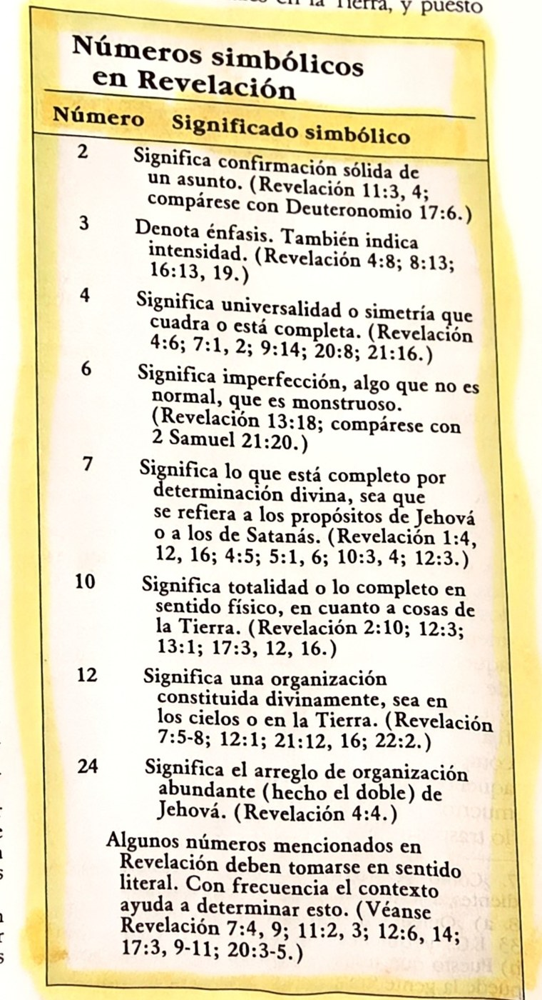 en la Tierra, y puesto
Números simbólicos
en Revelación
Número Significado simbólico
2 Significa confirmación sólida de
un asunto. (Revelación 11:3, 4;
compárese con Deuteronomio 17:6.)
3 Denota énfasis. También indica
intensidad. (Revelación 4:8; 8:13;
16:13, 19.)
4 Significa universalidad o simetría que
cuadra o está completa. (Revelación
4:6; 7:1, 2; 9:14; 20:8; 21:16.)
6 Significa imperfección, algo que no es
normal, que es monstruoso.
(Revelación 13:18; compárese con
2 Samuel 21:20.)
7 Significa lo que está completo por
determinación divina, sea que
se refiera a los propósitos de Jehová
o a los de Satanás. (Revelación 1:4,
12, 16; 4:5; 5:1, 6; 10:3, 4; 12:3.)
10 Significa totalidad o lo completo en
sentido físico, en cuanto a cosas de
la Tierra. (Revelación 2:10; 12:3;
13:1; 17:3, 12, 16.)
12 Significa una organización
constituida divinamente, sea en
los cielos o en la Tierra. (Revelación
7:5-8; 12:1; 21:12, 16; 22:2.)
24 Significa el arreglo de organización
abundante (hecho el doble) de
Jehová. (Revelación 4:4.)
Algunos números mencionados en
Revelación deben tomarse en sentido
literal. Con frecuencia el contexto
ayuda a determinar esto. (Véanse
Revelación 7:4, 9; 11:2, 3; 12:6, 14;
17:3, 9-11; 20:3-5.)